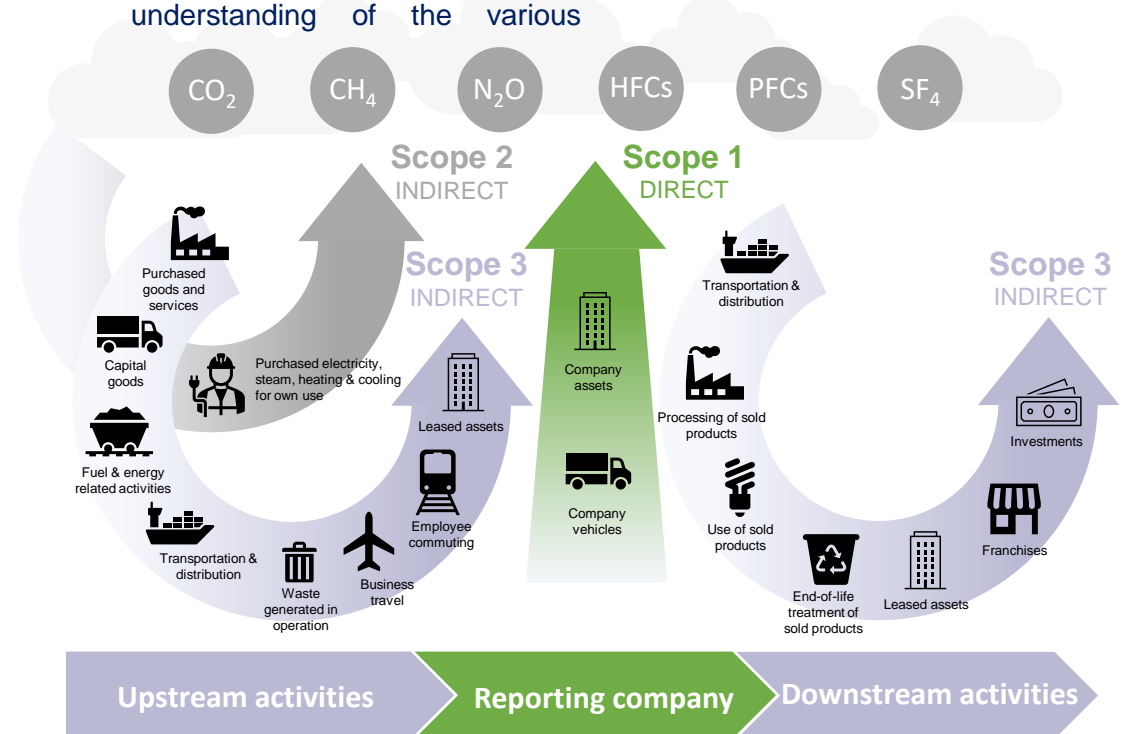 understanding of the various
CO₂ CH₄ N₂O HFCs PFCs SF₄
Scope 2
INDIRECT
Scope 1
DIRECT
Scope 3
INDIRECT
Scope 3
INDIRECT
Purchased
goods and
services
Capital
goods
Fuel & energy
related activities
Transportation &
distribution
Waste
generated in
operation
Business
travel
Employee
commuting
Leased assets
Purchased electricity,
steam, heating & cooling
for own use
Company
assets
Company
vehicles
Transportation &
distribution
Processing of sold
products
Use of sold
products
End-of-life
treatment of
sold products
Leased assets
Franchises
Investments
Upstream activities
Reporting company
Downstream activities